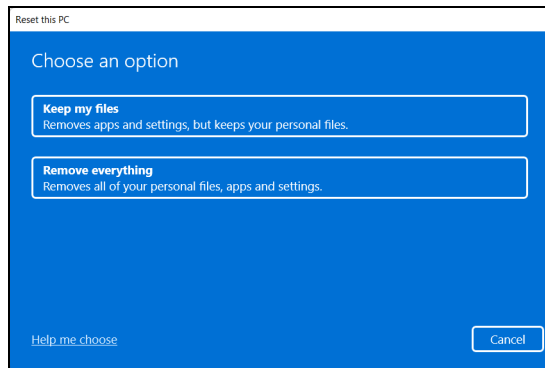 Reset this PC
Choose an option
Keep my files
Removes apps and settings, but keeps your personal files.
Remove everything
Removes all of your personal files, apps and settings.
Help me choose
Cancel